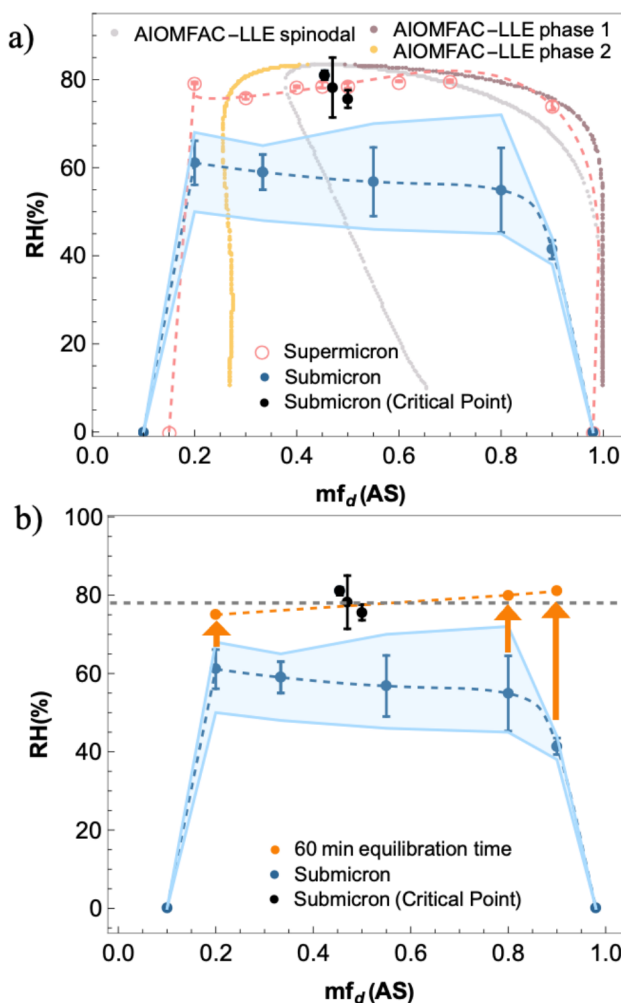 a)
AIOMFAC–LLE spinodal
AIOMFAC–LLE phase 1
AIOMFAC–LLE phase 2
80
60
40
20
0
RH(%)
Supermicron
Submicron
Submicron (Critical Point)
0.0 0.2 0.4 0.6 0.8 1.0
mfd(AS)
b)
100
80
60
40
20
0
RH(%)
60 min equilibration time
Submicron
Submicron (Critical Point)
0.0 0.2 0.4 0.6 0.8 1.0
mfd(AS)